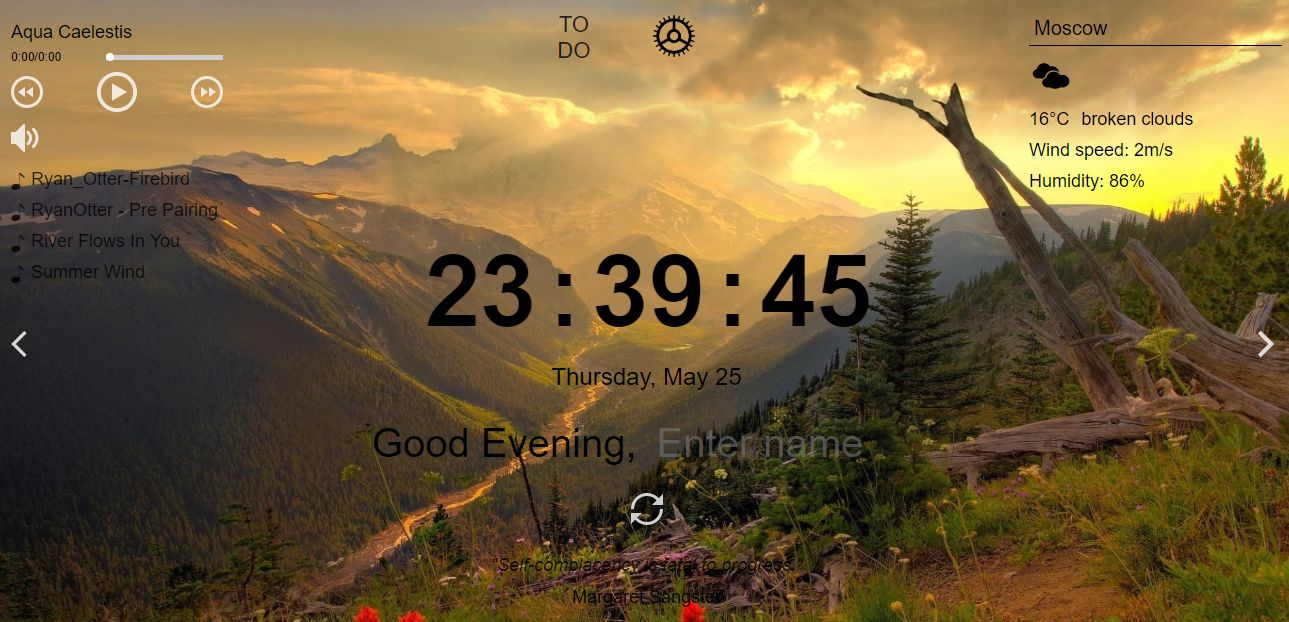 Aqua Caelestis
0:00/0:00
Ryan_Otter-Firebird
RyanOtter - Pre Pairing
River Flows In You
Summer Wind
TO
DO
Moscow
16°C broken clouds
Wind speed: 2m/s
Humidity: 86%
23:39:45
Thursday, May 25
Good Evening, Enter name
"Self-complacency is fatal to progress."
Margaret Sangster